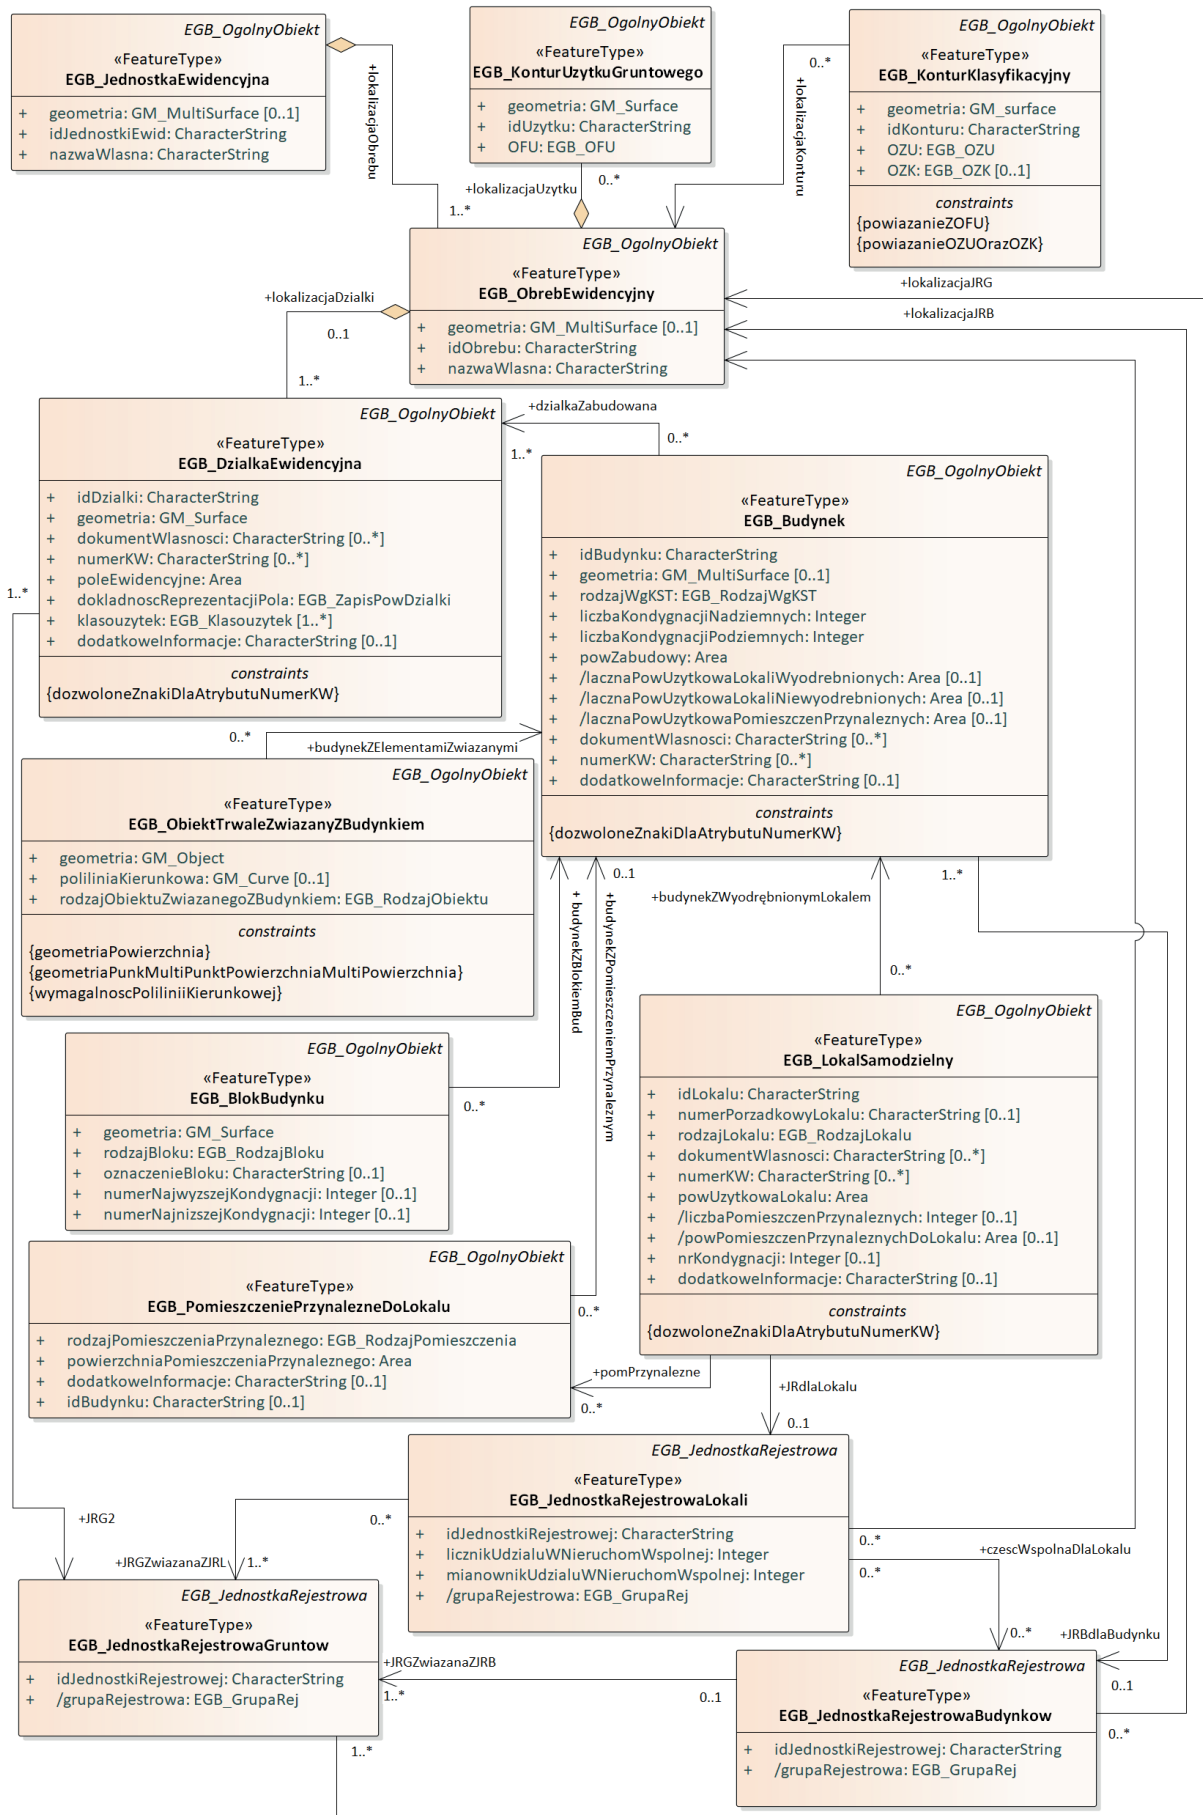 EGB_OgolnyObiekt
«FeatureType»
EGB_JednostkaEwidencyjna
+ geometria: GM_MultiSurface [0..1]
+ idJednostkiEwid: CharacterString
+ nazwaWlasna: CharacterString
+lokalizacjaObrebu
1..*
EGB_OgolnyObiekt
«FeatureType»
EGB_KonturUzytkuGruntowego
+ geometria: GM_Surface
+ idUzytku: CharacterString
+ OFU: EGB_OFU
0..*
+lokalizacjaUzytku
EGB_OgolnyObiekt
«FeatureType»
EGB_KonturKlasyfikacyjny
+ geometria: GM_surface
+ idKonturu: CharacterString
+ OZU: EGB_OZU
+ OZK: EGB_OZK [0..1]
constraints
{powiazanieZOFU}
{powiazanieOZUOrazOZK}
0..*
+lokalizacjaKonturu
EGB_OgolnyObiekt
«FeatureType»
EGB_ObrebEwidencyjny
+ geometria: GM_MultiSurface [0..1]
+ idObrebu: CharacterString
+ nazwaWlasna: CharacterString
+lokalizacjaJRG
+lokalizacjaJRB
+lokalizacjaDzialki
0..1
1..*
EGB_OgolnyObiekt
«FeatureType»
EGB_DzialkaEwidencyjna
+ idDzialki: CharacterString
+ geometria: GM_Surface
+ dokumentWlasnosci: CharacterString [0..*]
+ numerKW: CharacterString [0..*]
+ poleEwidencyjne: Area
+ dokladnoscReprezentacjiPola: EGB_ZapisPowDzialki
+ klasouzytek: EGB_Klasouzytek [1..*]
+ dodatkoweInformacje: CharacterString [0..1]
constraints
{dozwoloneZnakiDlaAtrybutuNumerKW}
1..*
+dzialkaZabudowana
0..*
1..*
EGB_OgolnyObiekt
«FeatureType»
EGB_Budynek
+ idBudynku: CharacterString
+ geometria: GM_MultiSurface [0..1]
+ rodzajWgKST: EGB_RodzajWgKST
+ liczbaKondygnacjiNadziemnych: Integer
+ liczbaKondygnacjiPodziemnych: Integer
+ powZabudowy: Area
+ /lacznaPowUzytkowaLokaliWyodrebnionych: Area [0..1]
+ /lacznaPowUzytkowaLokaliNiewyodrebnionych: Area [0..1]
+ /lacznaPowUzytkowaPomieszczenPrzynaleznych: Area [0..1]
+ dokumentWlasnosci: CharacterString [0..*]
+ numerKW: CharacterString [0..*]
+ dodatkoweInformacje: CharacterString [0..1]
constraints
{dozwoloneZnakiDlaAtrybutuNumerKW}
0..*
+budynekZElementamiZwiazanymi
EGB_OgolnyObiekt
«FeatureType»
EGB_ObiektTrwaleZwiazanyZBudynkiem
+ geometria: GM_Object
+ poliliniaKierunkowa: GM_Curve [0..1]
+ rodzajObiektuZwiazanegoZBudynkiem: EGB_RodzajObiektu
constraints
{geometriaPowierzchnia}
{geometriaPunkMultiPunktPowierzchniaMultiPowierzchnia}
{wymagalnoscPoliliniiKierunkowej}
+ budynekZBlokiemBud
0..1
+budynekZPomieszczeniemPrzynaleznym
+budynekZWyodrębnionymLokalem
0..*
1..*
EGB_OgolnyObiekt
«FeatureType»
EGB_BlokBudynku
+ geometria: GM_Surface
+ rodzajBloku: EGB_RodzajBloku
+ oznaczenieBloku: CharacterString [0..1]
+ numerNajwyzszejKondygnacji: Integer [0..1]
+ numerNajnizszejKondygnacji: Integer [0..1]
0..*
EGB_OgolnyObiekt
«FeatureType»
EGB_LokalSamodzielny
+ idLokalu: CharacterString
+ numerPorzadkowyLokalu: CharacterString [0..1]
+ rodzajLokalu: EGB_RodzajLokalu
+ dokumentWlasnosci: CharacterString [0..*]
+ numerKW: CharacterString [0..*]
+ powUzytkowaLokalu: Area
+ /liczbaPomieszczenPrzynaleznych: Integer [0..1]
+ /powPomieszczenPrzynaleznychDoLokalu: Area [0..1]
+ nrKondygnacji: Integer [0..1]
+ dodatkoweInformacje: CharacterString [0..1]
constraints
{dozwoloneZnakiDlaAtrybutuNumerKW}
EGB_OgolnyObiekt
«FeatureType»
EGB_PomieszczeniePrzynalezneDoLokalu
+ rodzajPomieszczeniaPrzynaleznego: EGB_RodzajPomieszczenia
+ powierzchniaPomieszczeniaPrzynaleznego: Area
+ dodatkoweInformacje: CharacterString [0..1]
+ idBudynku: CharacterString [0..1]
0..*
+pomPrzynalezne
0..*
+JRdlaLokalu
0..1
EGB_JednostkaRejestrowa
«FeatureType»
EGB_JednostkaRejestrowaLokali
+ idJednostkiRejestrowej: CharacterString
+ licznikUdzialuWNieruchomWspolnej: Integer
+ mianownikUdzialuWNieruchomWspolnej: Integer
+ /grupaRejestrowa: EGB_GrupaRej
0..*
+JRG2
+JRGZwiazanaZJRL
1..*
0..*
+czescWspolnaDlaLokalu
0..*
0..*
+JRBdlaBudynku
0..1
EGB_JednostkaRejestrowa
«FeatureType»
EGB_JednostkaRejestrowaGruntow
+ idJednostkiRejestrowej: CharacterString
+ /grupaRejestrowa: EGB_GrupaRej
+JRGZwiazanaZJRB
1..*
0..1
1..*
EGB_JednostkaRejestrowa
«FeatureType»
EGB_JednostkaRejestrowaBudynkow
+ idJednostkiRejestrowej: CharacterString
+ /grupaRejestrowa: EGB_GrupaRej
0..*